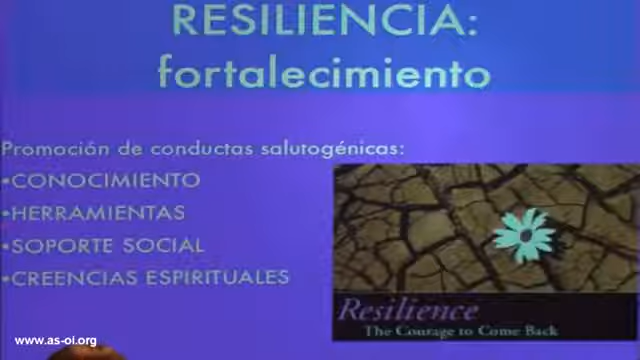 RESILIENCIA:
fortalecimiento
Promoción de conductas salutogénicas:
•CONOCIMIENTO
•HERRAMIENTAS
•SOPORTE SOCIAL
•CREENCIAS ESPIRITUALES
Resilience
The Courage to Come Back
www.as-oi.org